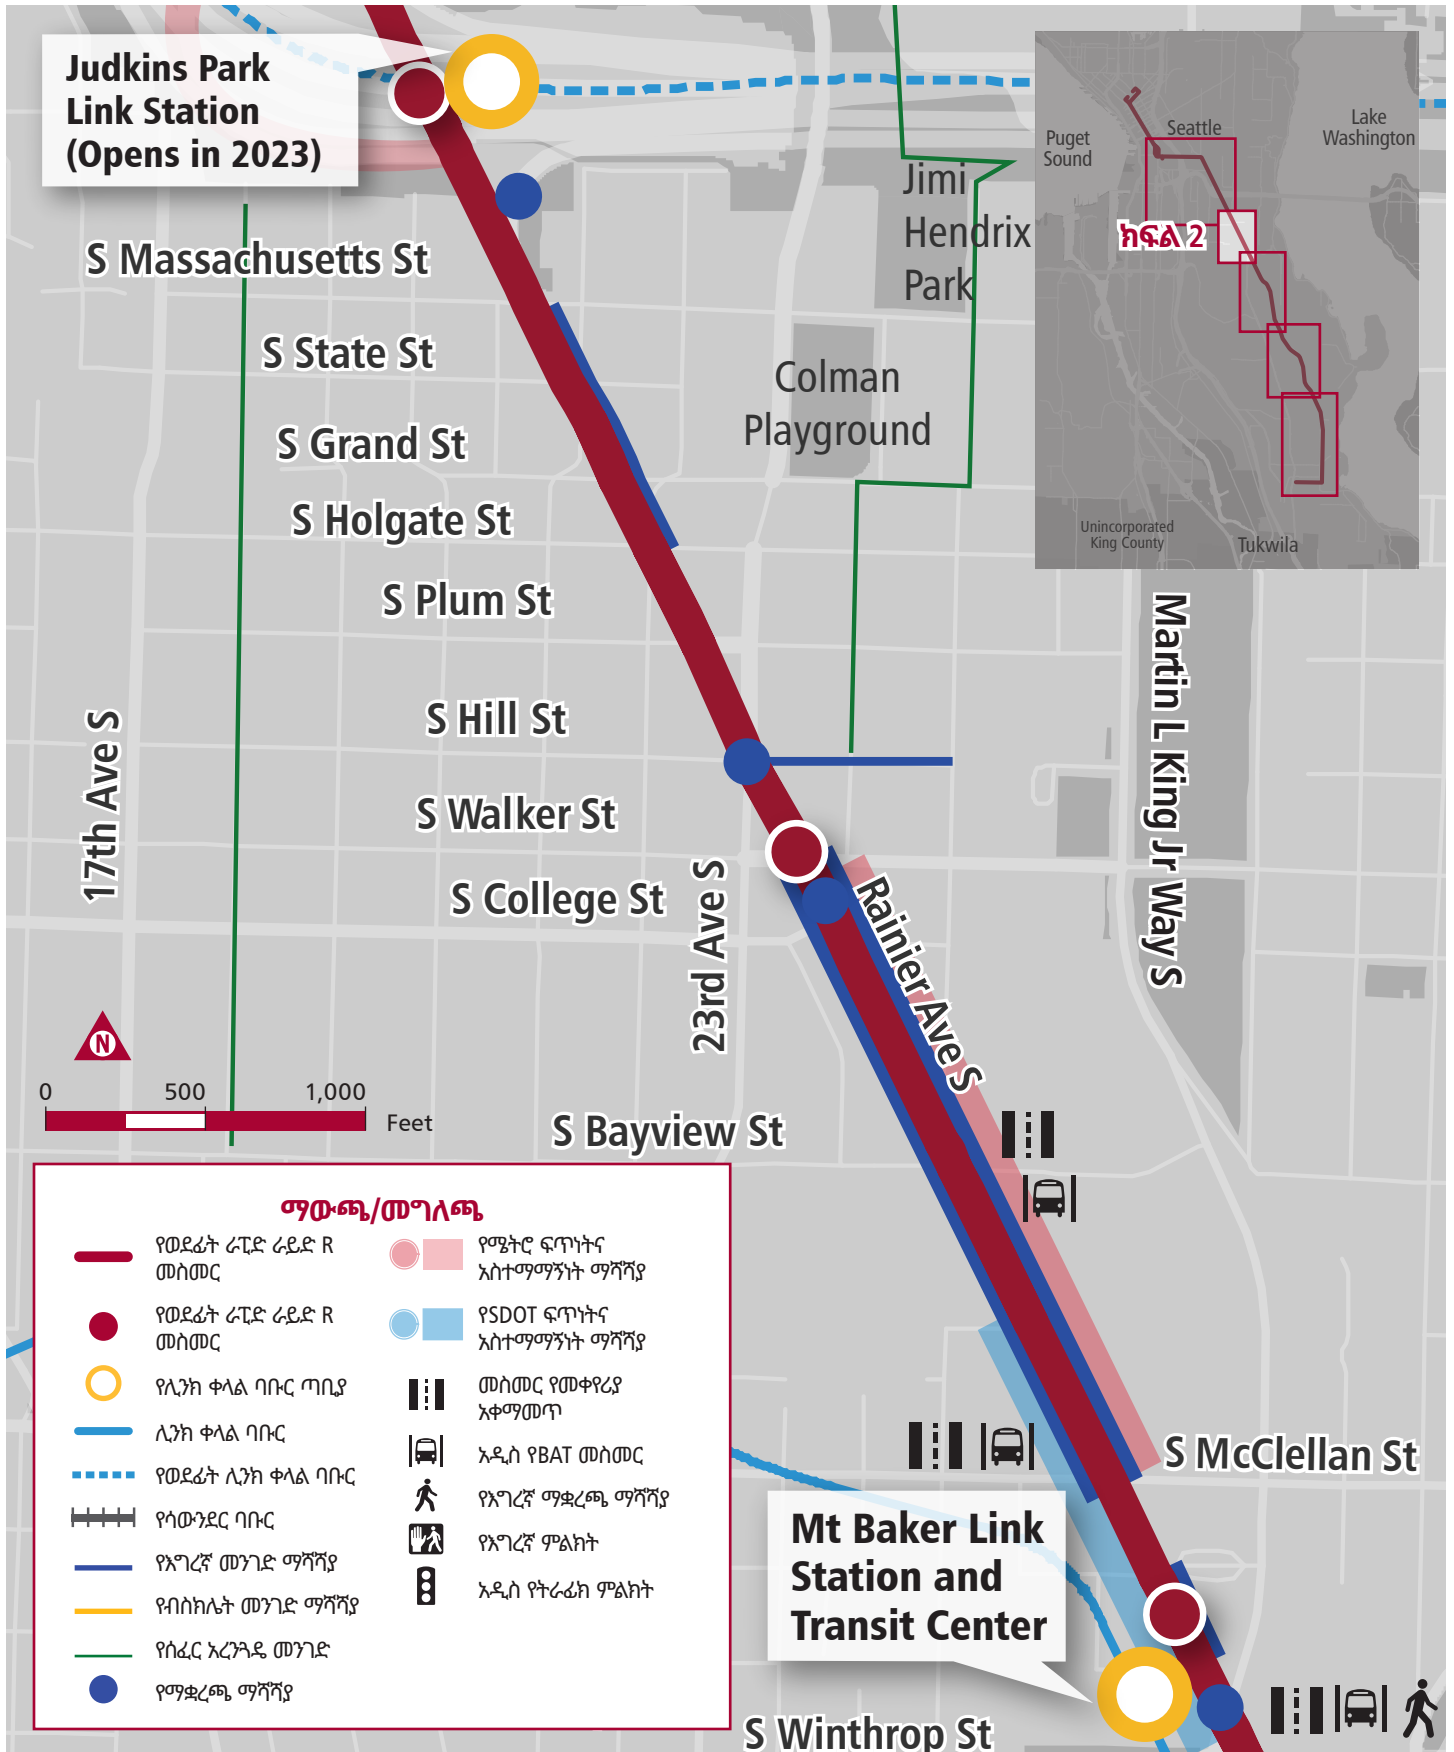 Judkins Park
Link Station
(Opens in 2023)
Jimi
Hendrix
Park
Puget
Sound
Seattle
Lake
Washington
ክፍል 2
Unincorporated
King County
Tukwila
S Massachusetts St
S State St
Colman
Playground
S Grand St
S Holgate St
S Plum St
Martin L King Jr Way S
S Hill St
17th Ave S
S Walker St
S College St
23rd Ave S
Rainier Ave S
N
0 500 1,000
Feet
S Bayview St
ማውጫ/መግለጫ
የወደፊት ራፒድ ራይድ R
መስመር
የወደፊት ራፒድ ራይድ R
መስመር
የሊንክ ቀላል ባቡር ጣቢያ
ሊንክ ቀላል ባቡር
የወደፊት ሊንክ ቀላል ባቡር
የሳውንደር ባቡር
የእግረኛ መንገድ ማሻሻያ
የብስክሌት መንገድ ማሻሻያ
የሰፈር አረንጓዴ መንገድ
የማቋረጫ ማሻሻያ
የሜትሮ ፍጥነትና
አስተማማኝነት ማሻሻያ
የSDOT ፍጥነትና
አስተማማኝነት ማሻሻያ
መስመር የመቀየሪያ
አቀማመጥ
አዲስ የBAT መስመር
የእግረኛ ማቋረጫ ማሻሻያ
የእግረኛ ምልክት
አዲስ የትራፊክ ምልክት
S McClellan St
Mt Baker Link
Station and
Transit Center
S Winthrop St